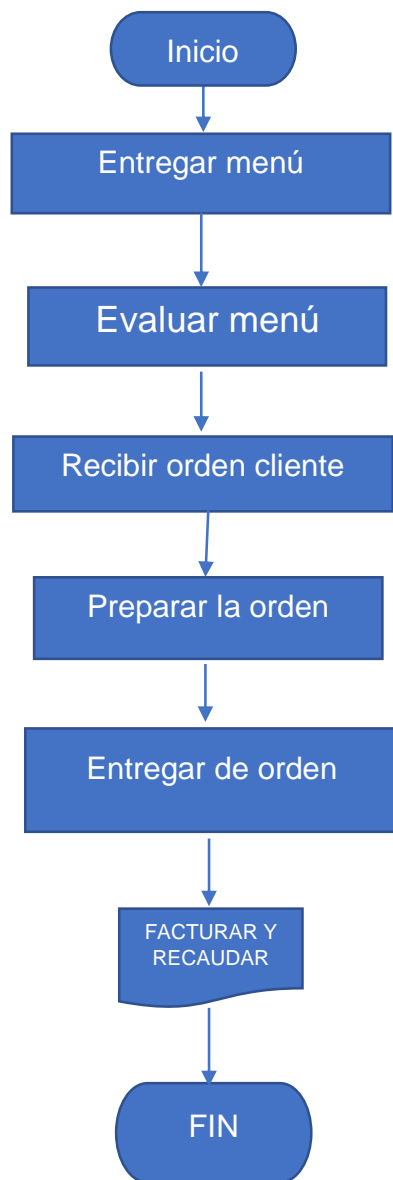 Inicio
Entregar menú
Evaluar menú
Recibir orden cliente
Preparar la orden
Entregar de orden
FACTURAR Y
RECAUDAR
FIN